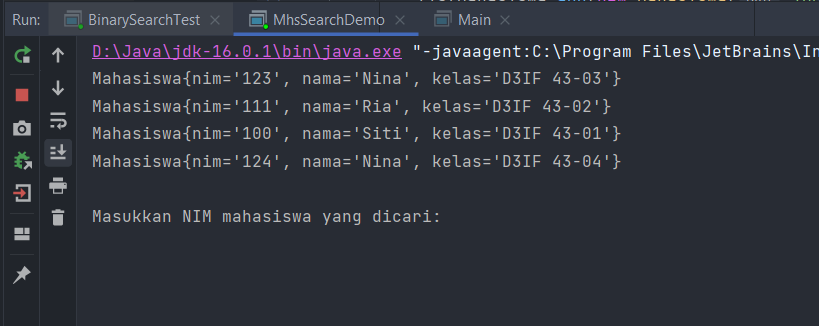 Run: BinarySearchTest MhsSearchDemo Main
D:\Java\jdk-16.0.1\bin\java.exe "-javaagent:C:\Program Files\JetBrains\In
Mahasiswa{nim='123', nama='Nina', kelas='D3IF 43-03'}
Mahasiswa{nim='111', nama='Ria', kelas='D3IF 43-02'}
Mahasiswa{nim='100', nama='Siti', kelas='D3IF 43-01'}
Mahasiswa{nim='124', nama='Nina', kelas='D3IF 43-04'}
Masukkan NIM mahasiswa yang dicari: